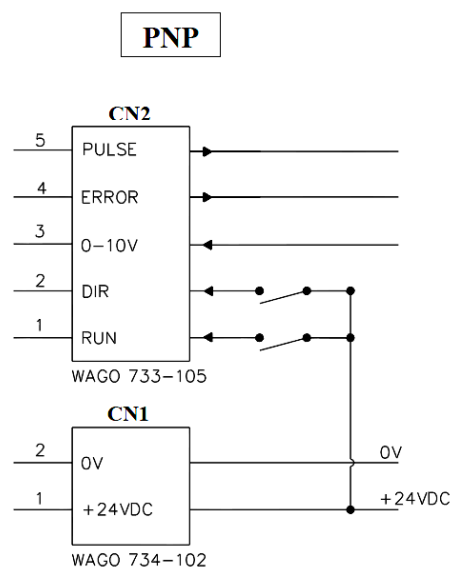 PNP
CN2
5 PULSE
4 ERROR
3 0-10V
2 DIR
1 RUN
WAGO 733-105
CN1
2 0V 0V
1 +24VDC +24VDC
WAGO 734-102